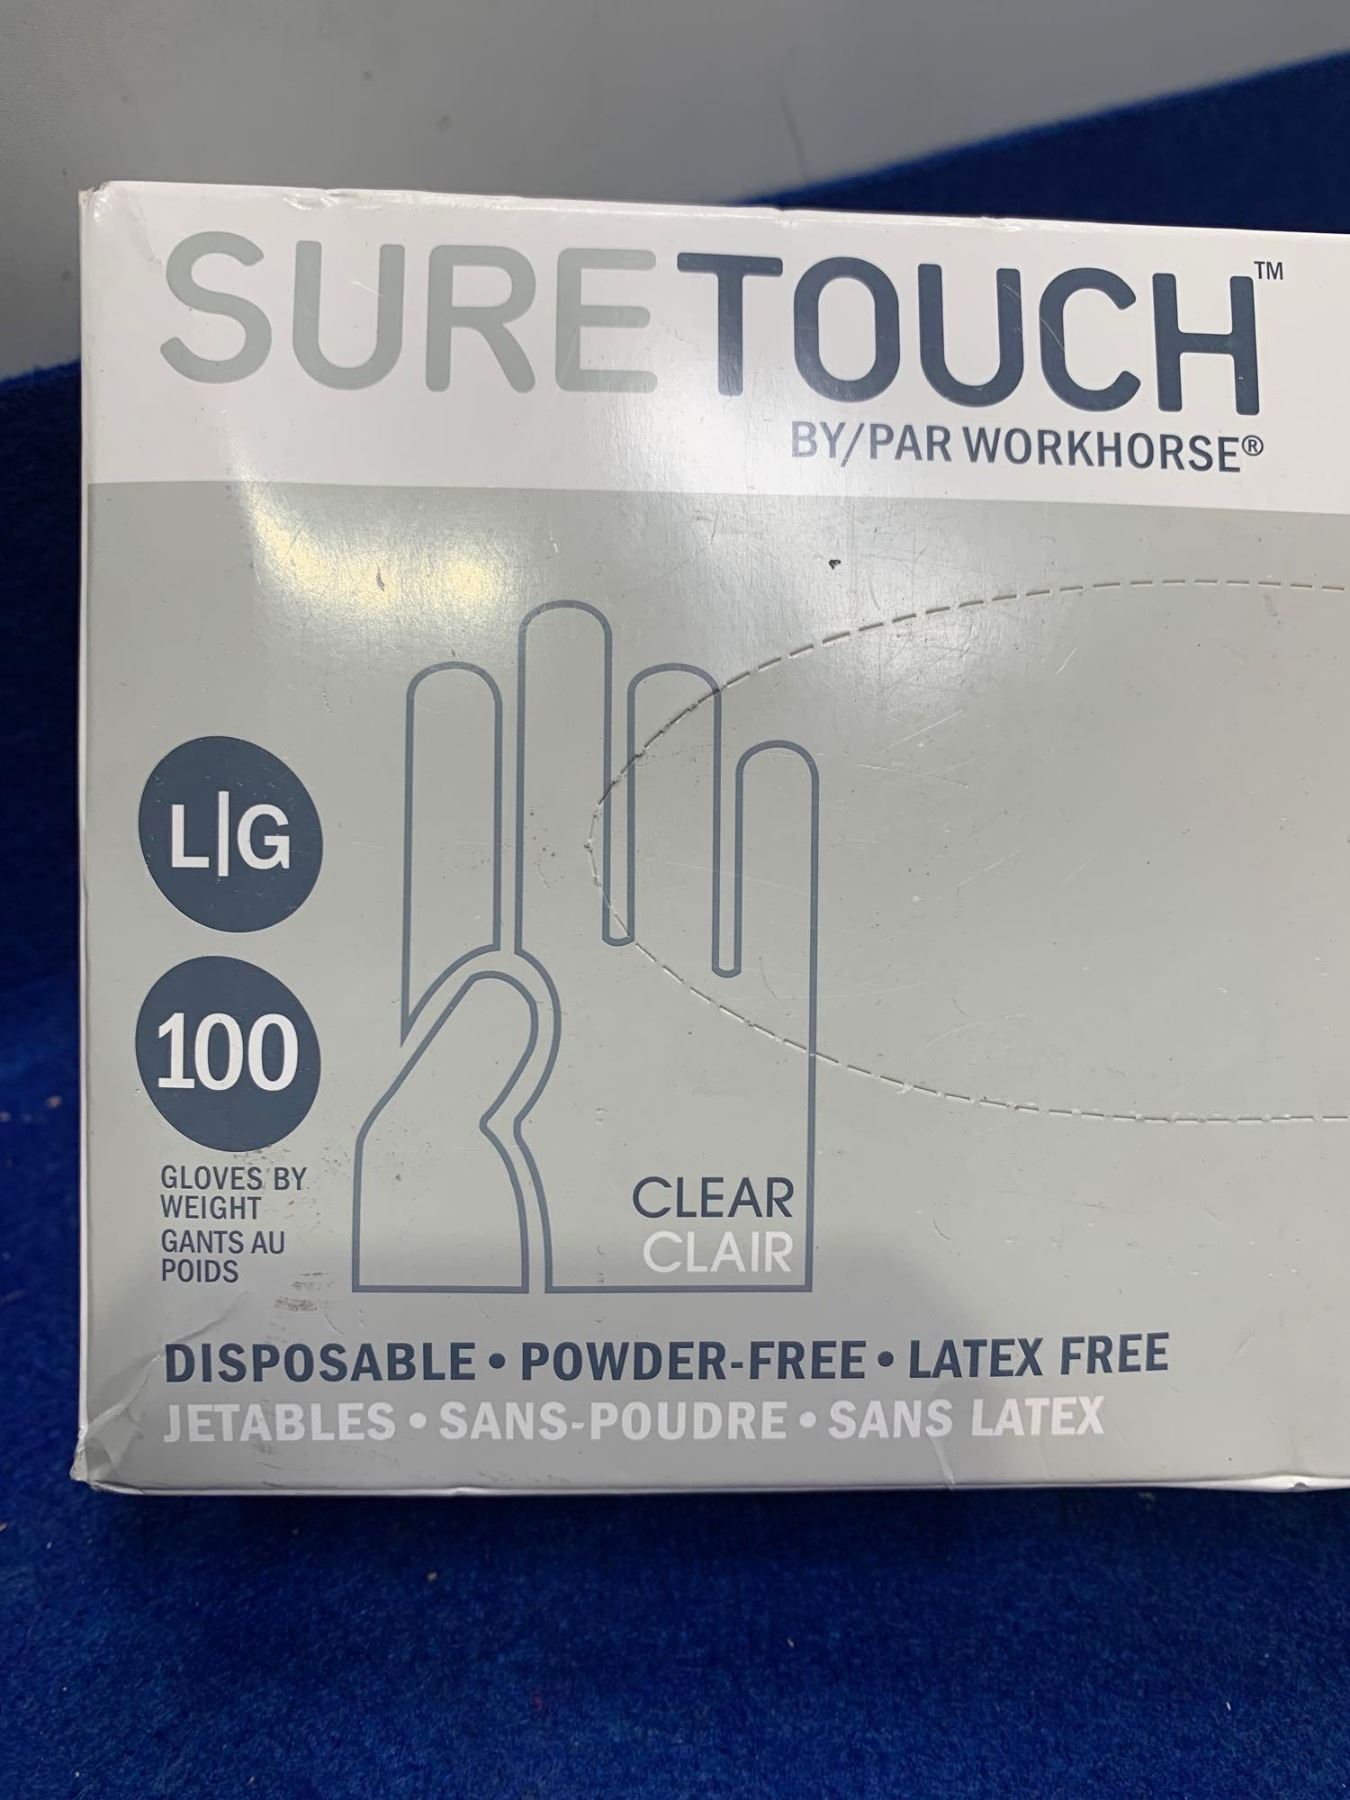 SURETOUCH™
BY/PAR WORKHORSE®
L|G
100
GLOVES BY
WEIGHT
GANTS AU
POIDS
CLEAR
CLAIR
DISPOSABLE • POWDER-FREE • LATEX FREE
JETABLES • SANS-POUDRE • SANS LATEX